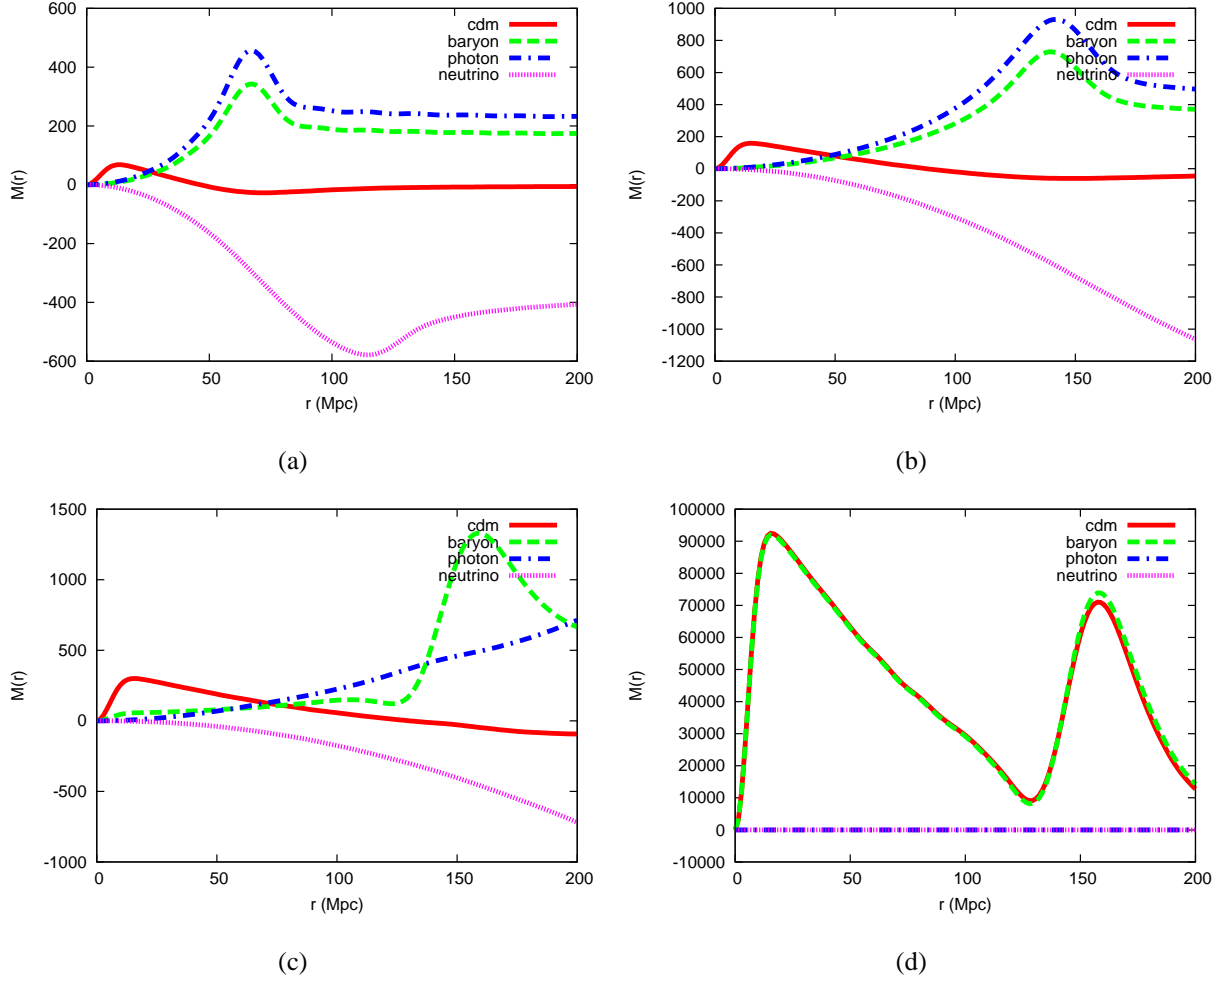 600
400
200
0
-200
-400
-600
0 50 100 150 200
M(r)
r (Mpc)
cdm
baryon
photon
neutrino
(a)
1000
800
600
400
200
0
-200
-400
-600
-800
-1000
-1200
0 50 100 150 200
M(r)
r (Mpc)
cdm
baryon
photon
neutrino
(b)
1500
1000
500
0
-500
-1000
0 50 100 150 200
M(r)
r (Mpc)
cdm
baryon
photon
neutrino
(c)
100000
90000
80000
70000
60000
50000
40000
30000
20000
10000
0
-10000
0 50 100 150 200
M(r)
r (Mpc)
cdm
baryon
photon
neutrino
(d)